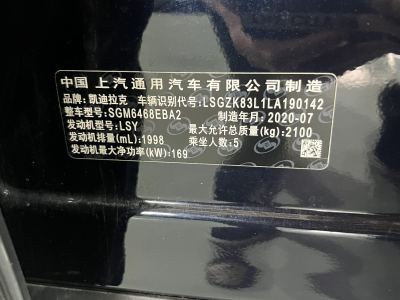 中国 上汽通用汽车有限公司制造
品牌:凯迪拉克 车辆识别代号:LSGZK83L1LA190142
整车型号:SGM6468EBA2 制造年月:2020-07
发动机型号:LSY 最大允许总质量(kg):2100
发动机排量(mL):1998 乘坐人数:5
发动机最大净功率(kW):169